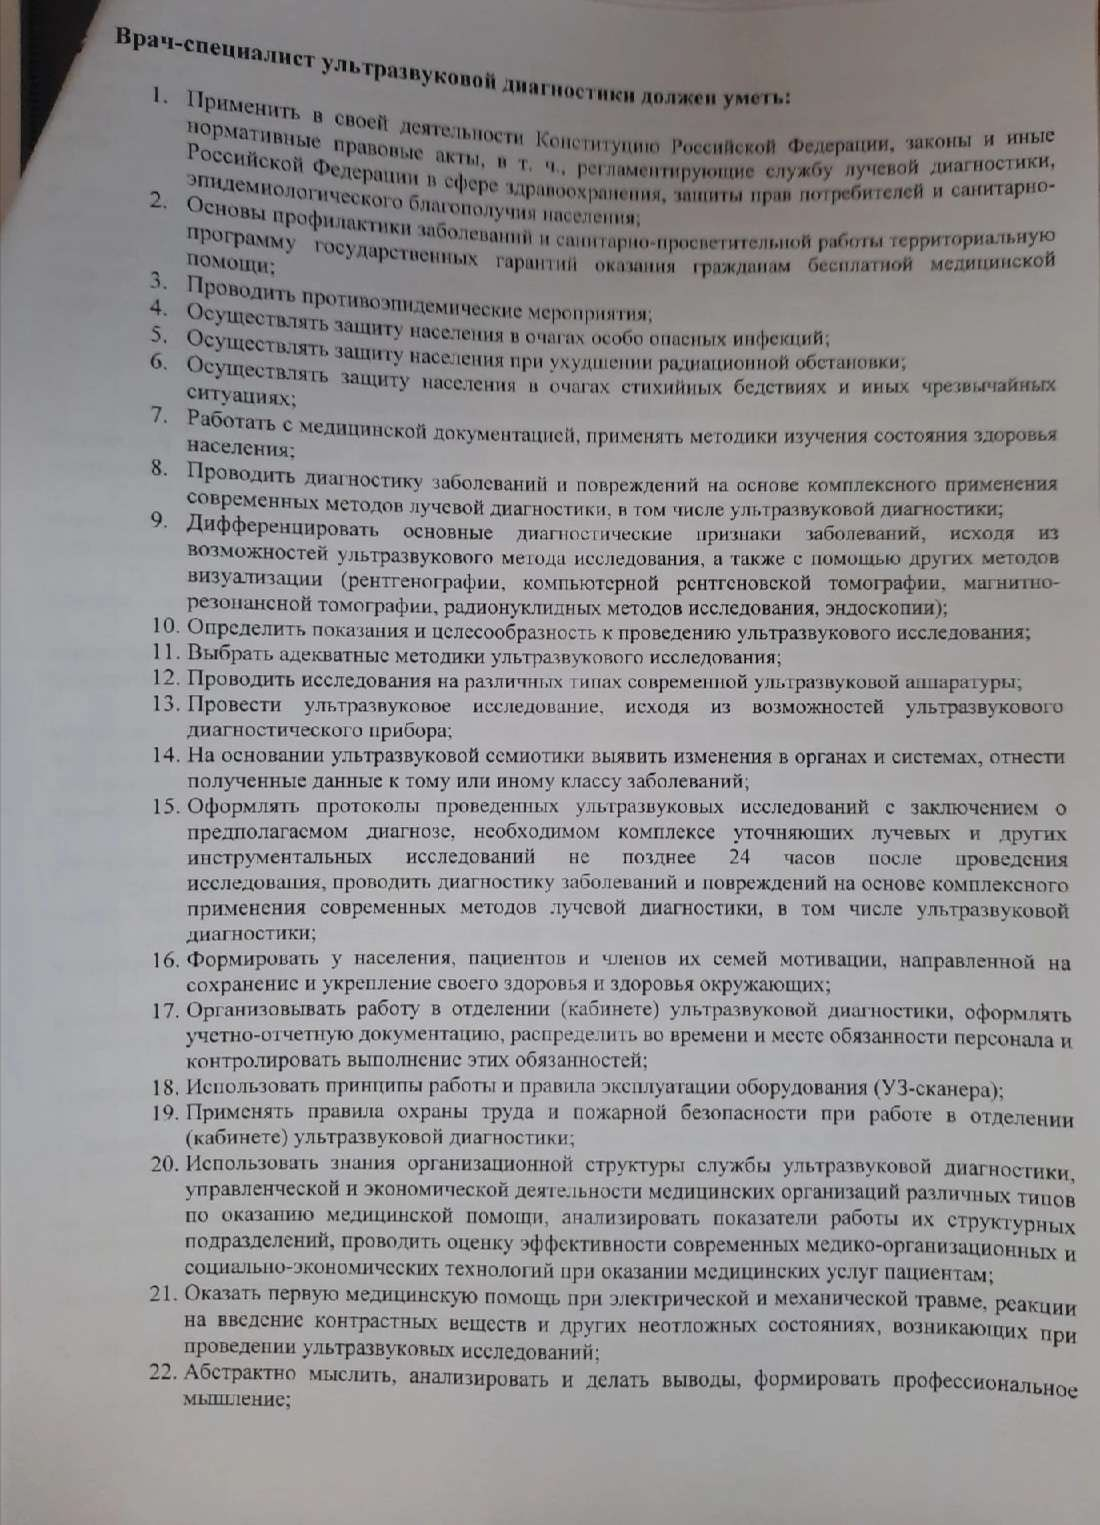 Врач-специалист ультразвуковой диагностики должен уметь:
1. Применить в своей деятельности Конституцию Российской Федерации, законы и иные
нормативные правовые акты, в т. ч., регламентирующие службу лучевой диагностики,
Российской Федерации в сфере здравоохранения, защиты прав потребителей и санитарно-
эпидемиологического благополучия населения;
2. Основы профилактики заболеваний и санитарно-просветительной работы территориальную
программу государственных гарантий оказания гражданам бесплатной медицинской
помощи;
3. Проводить противоэпидемические мероприятия;
4. Осуществлять защиту населения в очагах особо опасных инфекций;
5. Осуществлять защиту населения при ухудшении радиационной обстановки;
6. Осуществлять защиту населения в очагах стихийных бедствиях и иных чрезвычайных
ситуациях;
7. Работать с медицинской документацией, применять методики изучения состояния здоровья
населения;
8. Проводить диагностику заболеваний и повреждений на основе комплексного применения
современных методов лучевой диагностики, в том числе ультразвуковой диагностики;
9. Дифференцировать основные диагностические признаки заболеваний, исходя из
возможностей ультразвукового метода исследования, а также с помощью других методов
визуализации (рентгенографии, компьютерной рентгеновской томографии, магнитно-
резонансной томографии, радионуклидных методов исследования, эндоскопии);
10. Определить показания и целесообразность к проведению ультразвукового исследования;
11. Выбрать адекватные методики ультразвукового исследования;
12. Проводить исследования на различных типах современной ультразвуковой аппаратуры;
13. Провести ультразвуковое исследование, исходя из возможностей ультразвукового
диагностического прибора;
14. На основании ультразвуковой семиотики выявить изменения в органах и системах, отнести
полученные данные к тому или иному классу заболеваний;
15. Оформлять протоколы проведенных ультразвуковых исследований с заключением о
предполагаемом диагнозе, необходимом комплексе уточняющих лучевых и других
инструментальных исследований не позднее 24 часов после проведения
исследования, проводить диагностику заболеваний и повреждений на основе комплексного
применения современных методов лучевой диагностики, в том числе ультразвуковой
диагностики;
16. Формировать у населения, пациентов и членов их семей мотивации, направленной на
сохранение и укрепление своего здоровья и здоровья окружающих;
17. Организовывать работу в отделении (кабинете) ультразвуковой диагностики, оформлять
учетно-отчетную документацию, распределить во времени и месте обязанности персонала и
контролировать выполнение этих обязанностей;
18. Использовать принципы работы и правила эксплуатации оборудования (УЗ-сканера);
19. Применять правила охраны труда и пожарной безопасности при работе в отделении
(кабинете) ультразвуковой диагностики;
20. Использовать знания организационной структуры службы ультразвуковой диагностики,
управленческой и экономической деятельности медицинских организаций различных типов
по оказанию медицинской помощи, анализировать показатели работы их структурных
подразделений, проводить оценку эффективности современных медико-организационных и
социально-экономических технологий при оказании медицинских услуг пациентам;
21. Оказать первую медицинскую помощь при электрической и механической травме, реакции
на введение контрастных веществ и других неотложных состояниях, возникающих при
проведении ультразвуковых исследований;
22. Абстрактно мыслить, анализировать и делать выводы, формировать профессиональное
мышление;